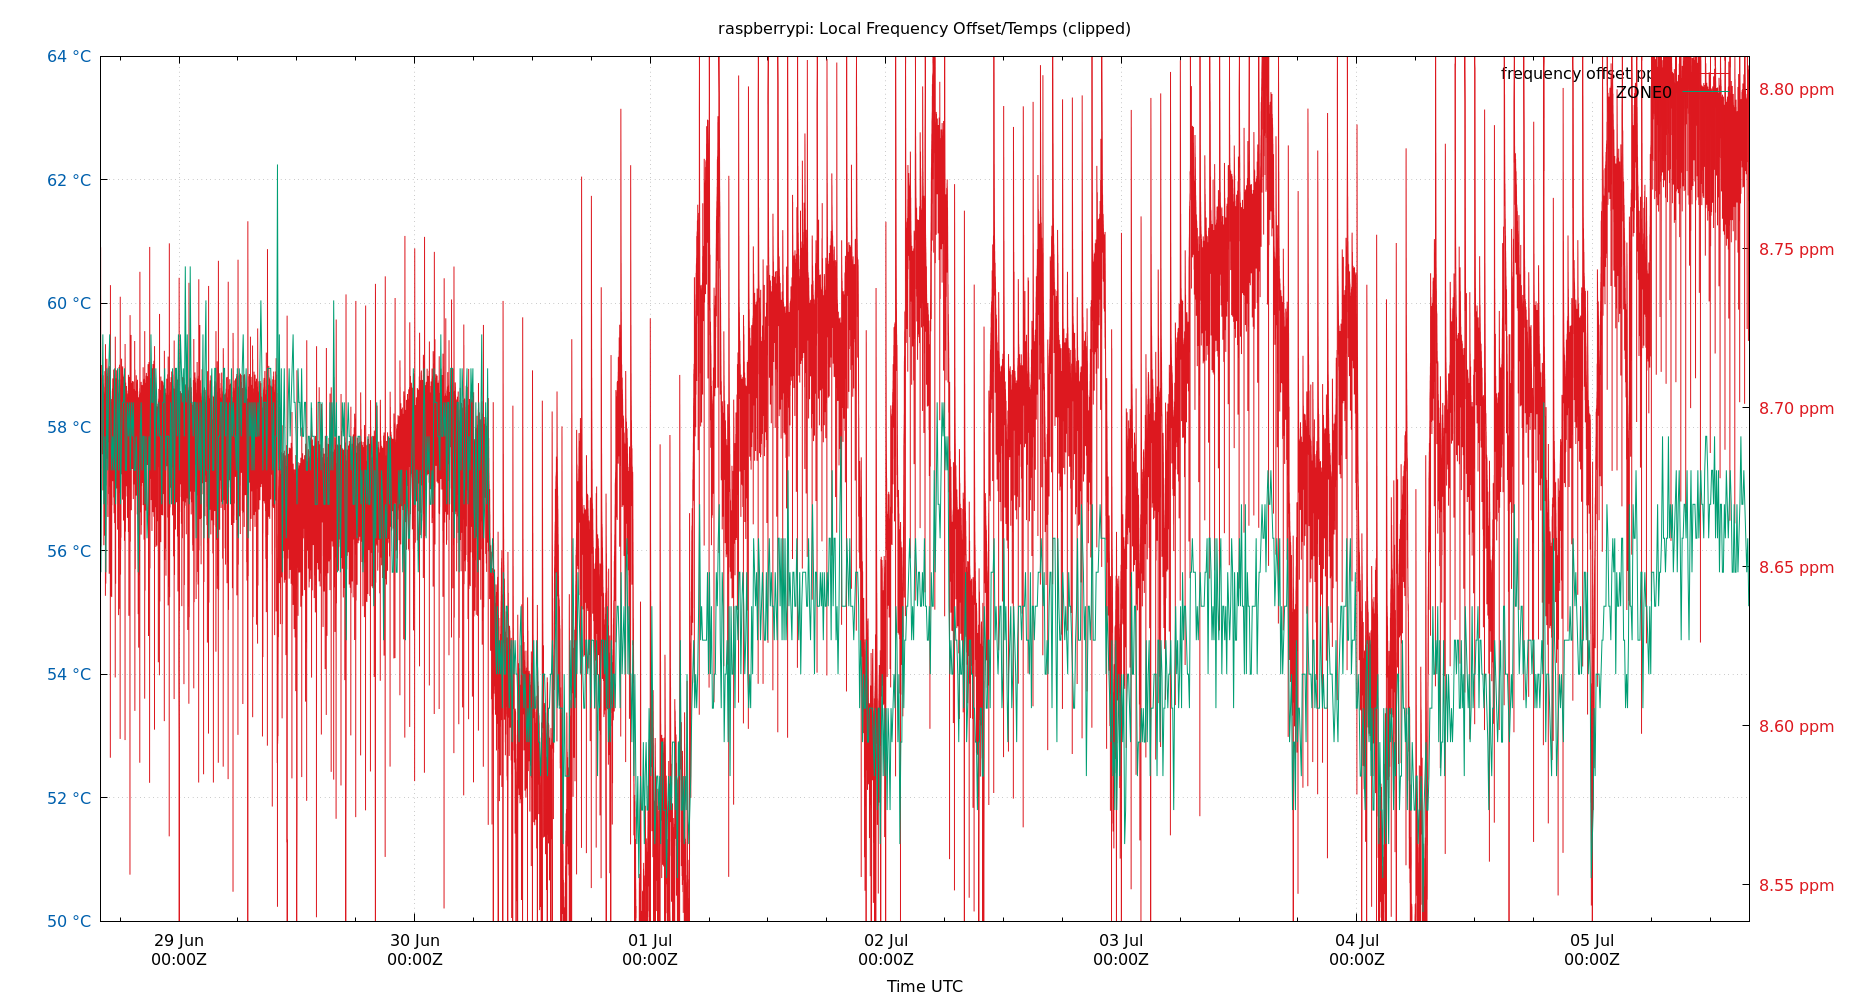 raspberrypi: Local Frequency Offset/Temps (clipped)
64 °C
62 °C
60 °C
58 °C
56 °C
54 °C
52 °C
50 °C
frequency offset
ZONE0
8.80 ppm
8.75 ppm
8.70 ppm
8.65 ppm
8.60 ppm
8.55 ppm
29 Jun 30 Jun 01 Jul 02 Jul 03 Jul 04 Jul 05 Jul
00:00Z 00:00Z 00:00Z 00:00Z 00:00Z 00:00Z 00:00Z
Time UTC